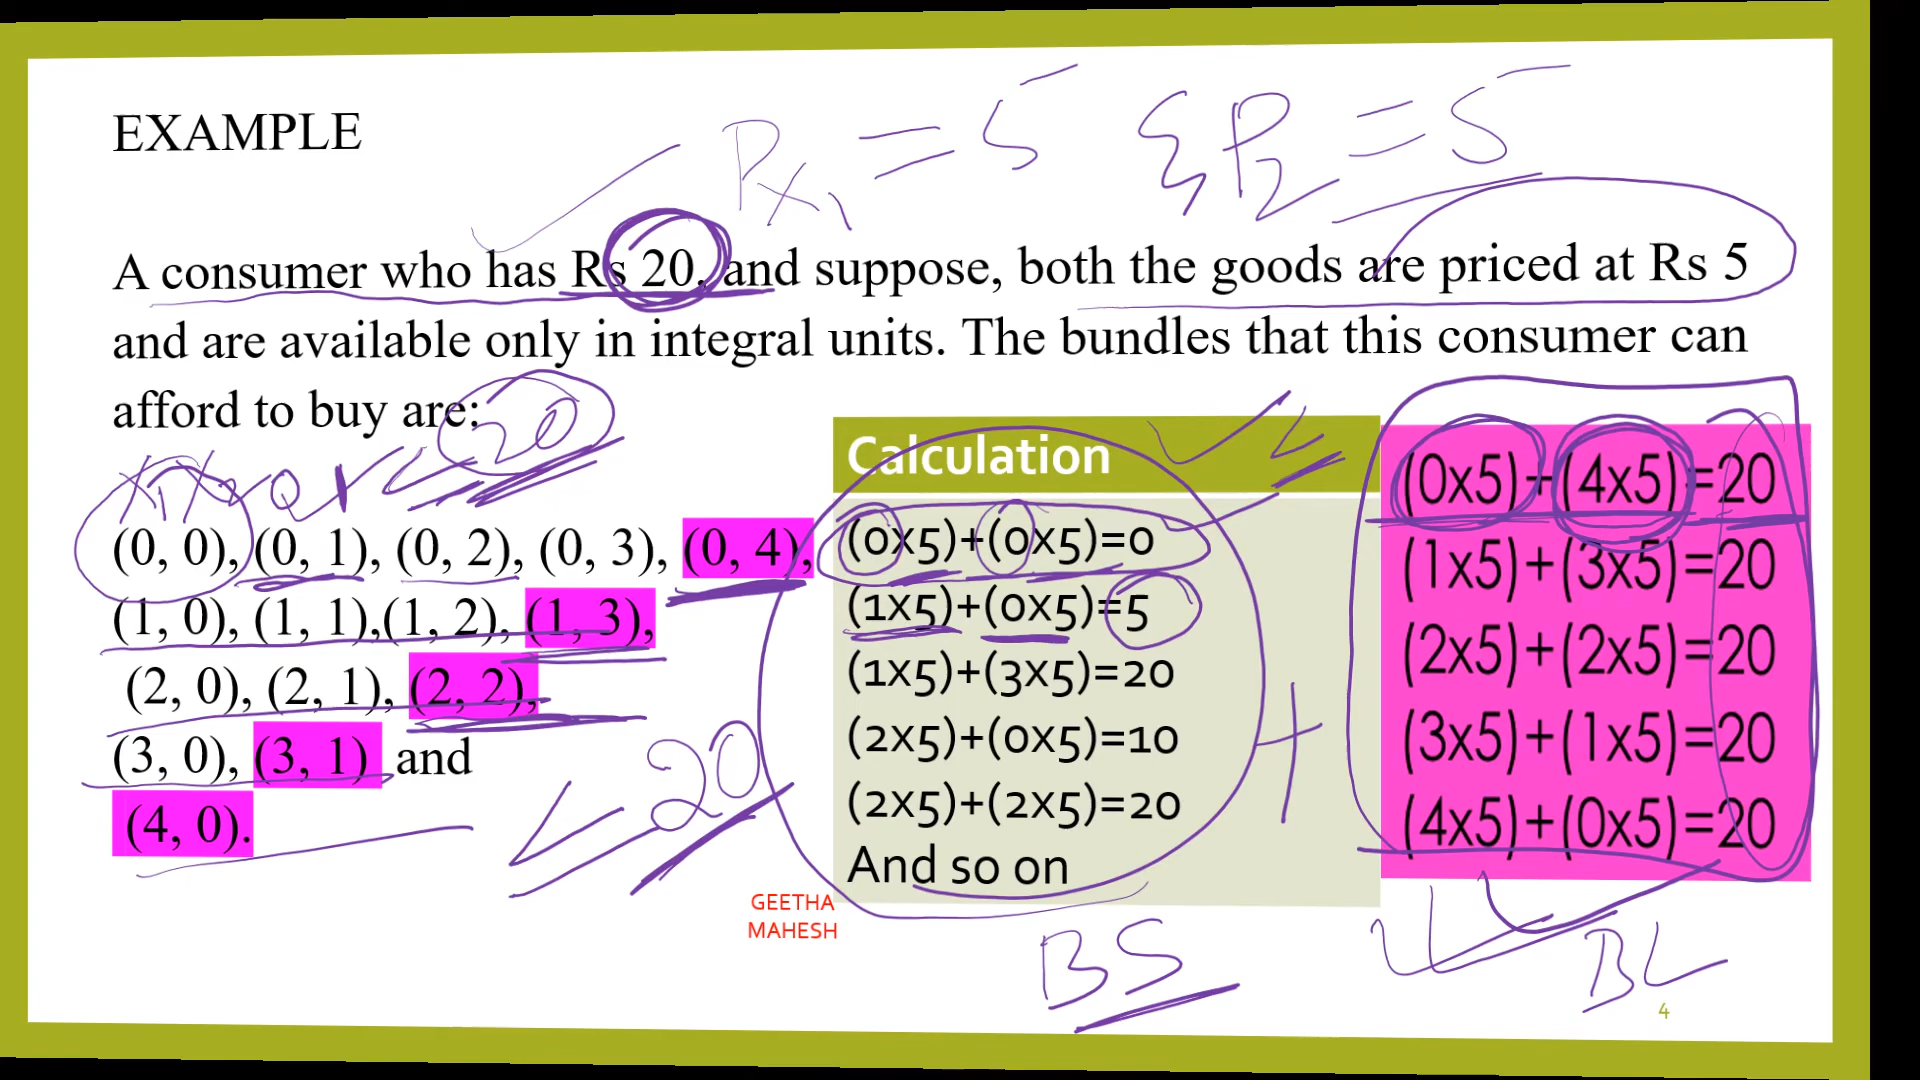 Px₁ = 5 & P₂ = 5
EXAMPLE
A consumer who has Rs 20, and suppose, both the goods are priced at Rs 5
and are available only in integral units. The bundles that this consumer can
afford to buy are:
20
X₁ X₂ or <
(0, 0), (0, 1), (0, 2), (0, 3), (0, 4),
(1, 0), (1, 1),(1, 2), (1, 3),
(2, 0), (2, 1), (2, 2),
(3, 0), (3, 1) and
(4, 0).
< 20
Calculation
(0x5)+(0x5)=0
(1x5)+(0x5)=5
(1x5)+(3x5)=20
(2x5)+(0x5)=10
(2x5)+(2x5)=20
And so on
+
(0x5)+(4x5)=20
(1x5)+(3x5)=20
(2x5)+(2x5)=20
(3x5)+(1x5)=20
(4x5)+(0x5)=20
GEETHA
MAHESH
BS
BL
4